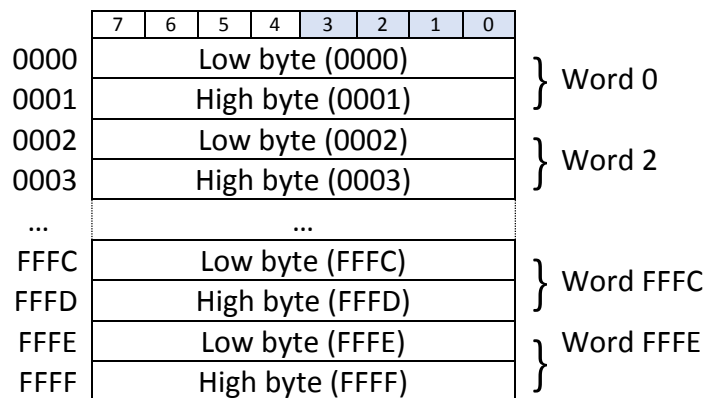 7 6 5 4 3 2 1 0
0000 Low byte (0000)
0001 High byte (0001)
Word 0
0002 Low byte (0002)
0003 High byte (0003)
Word 2
... ...
FFFC Low byte (FFFC)
FFFD High byte (FFFD)
Word FFFC
FFFE Low byte (FFFE)
FFFF High byte (FFFF)
Word FFFE